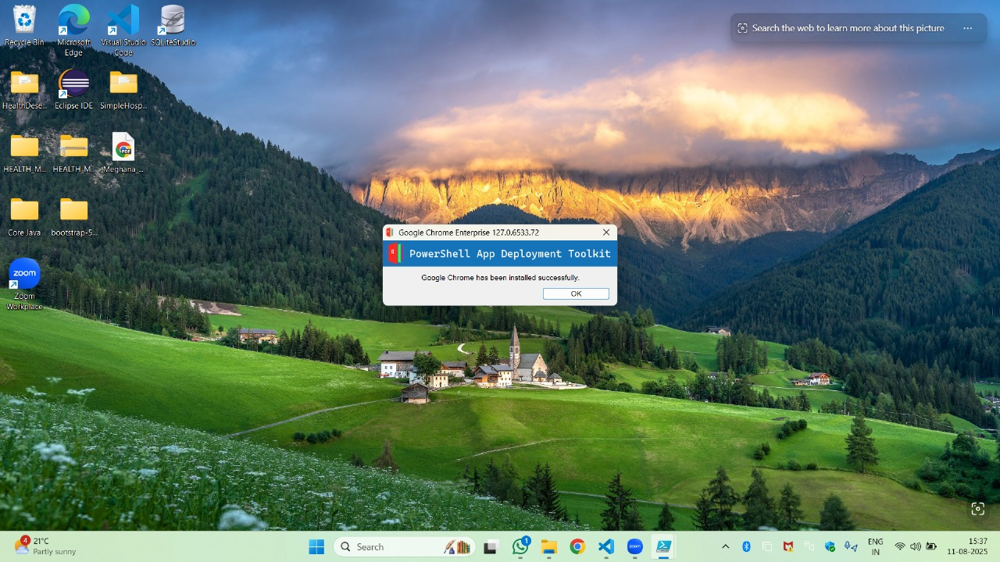 Recycle Bin
Microsoft Edge
Visual Studio Code
SQLiteStudio
Search the web to learn more about this picture
HealthDese...
Eclipse IDE
SimpleHosp...
HEALTH_M...
HEALTH_M...
PDF
Meghana_...
Core Java
bootstrap-5...
zoom
Zoom Workplace
Google Chrome Enterprise 127.0.6533.72
PowerShell App Deployment Toolkit
Google Chrome has been installed successfully.
OK
4
21°C
Partly sunny
Search
1
zoom
ENG
IN
15:37
11-08-2025